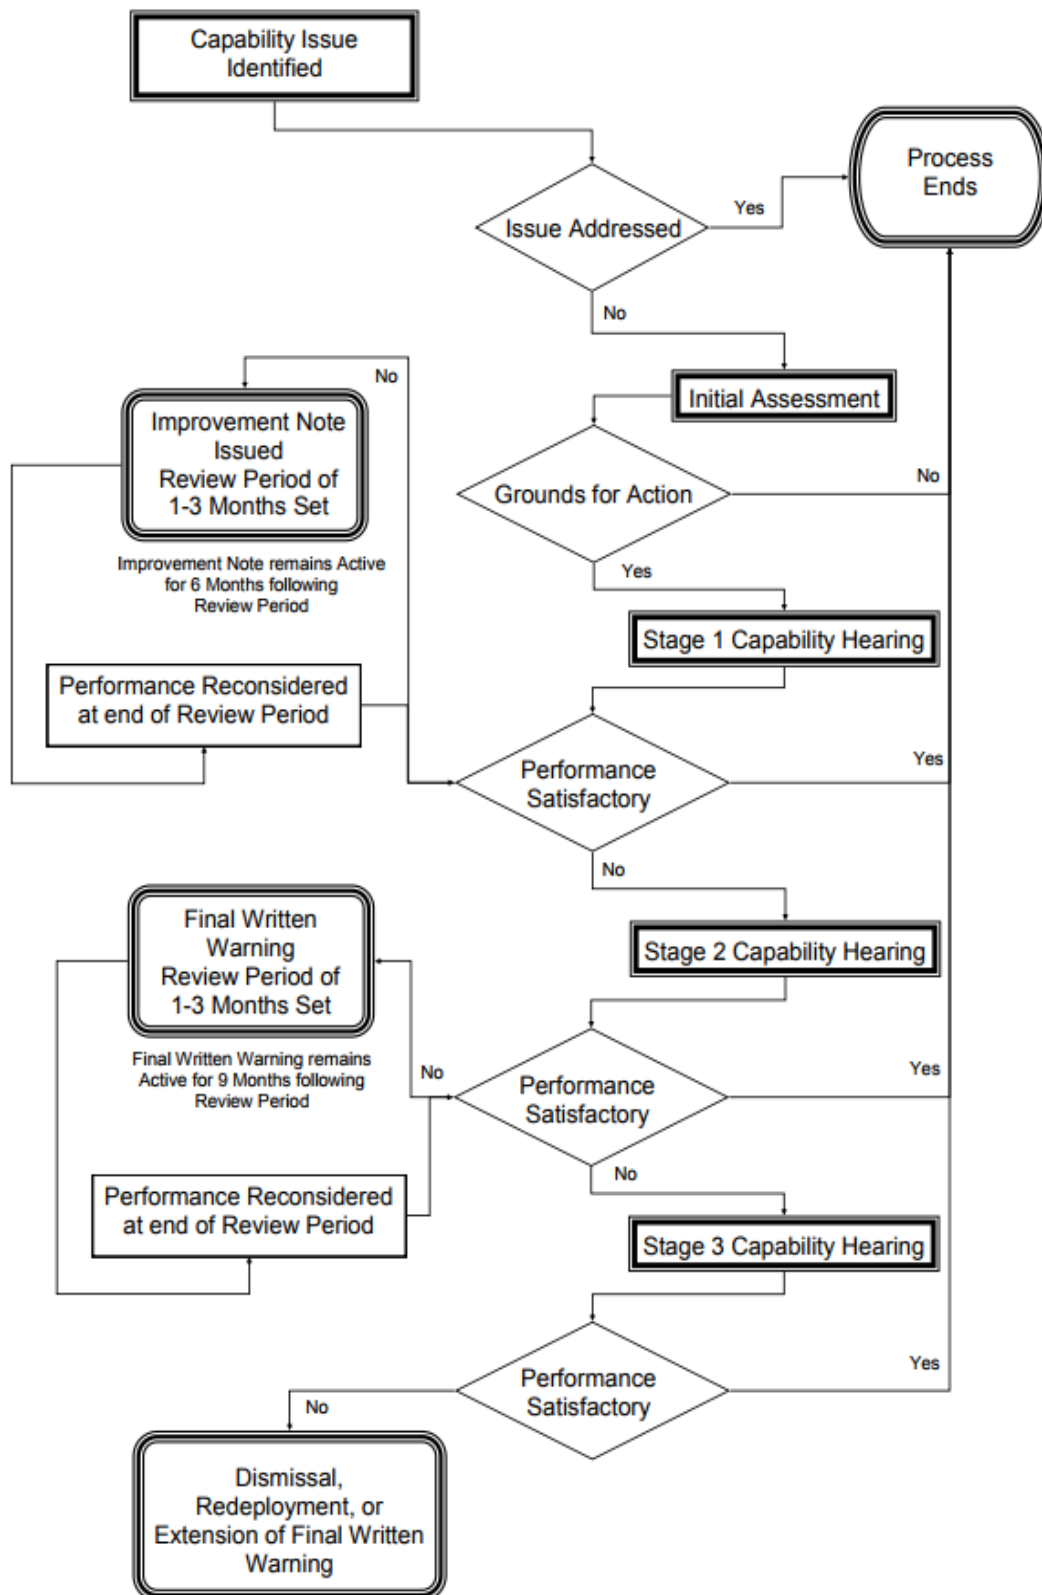 Capability Issue
Identified
Process
Ends
Issue Addressed
Yes
No
No
Initial Assessment
Improvement Note
Issued
Review Period of
1-3 Months Set
Grounds for Action
No
Improvement Note remains Active
for 6 Months following
Review Period
Yes
Stage 1 Capability Hearing
Performance Reconsidered
at end of Review Period
Performance
Satisfactory
Yes
No
Final Written
Warning
Review Period of
1-3 Months Set
Stage 2 Capability Hearing
Final Written Warning remains
Active for 9 Months following
Review Period
No
Performance
Satisfactory
Yes
No
Performance Reconsidered
at end of Review Period
Stage 3 Capability Hearing
Performance
Satisfactory
Yes
No
Dismissal,
Redeployment, or
Extension of Final Written
Warning